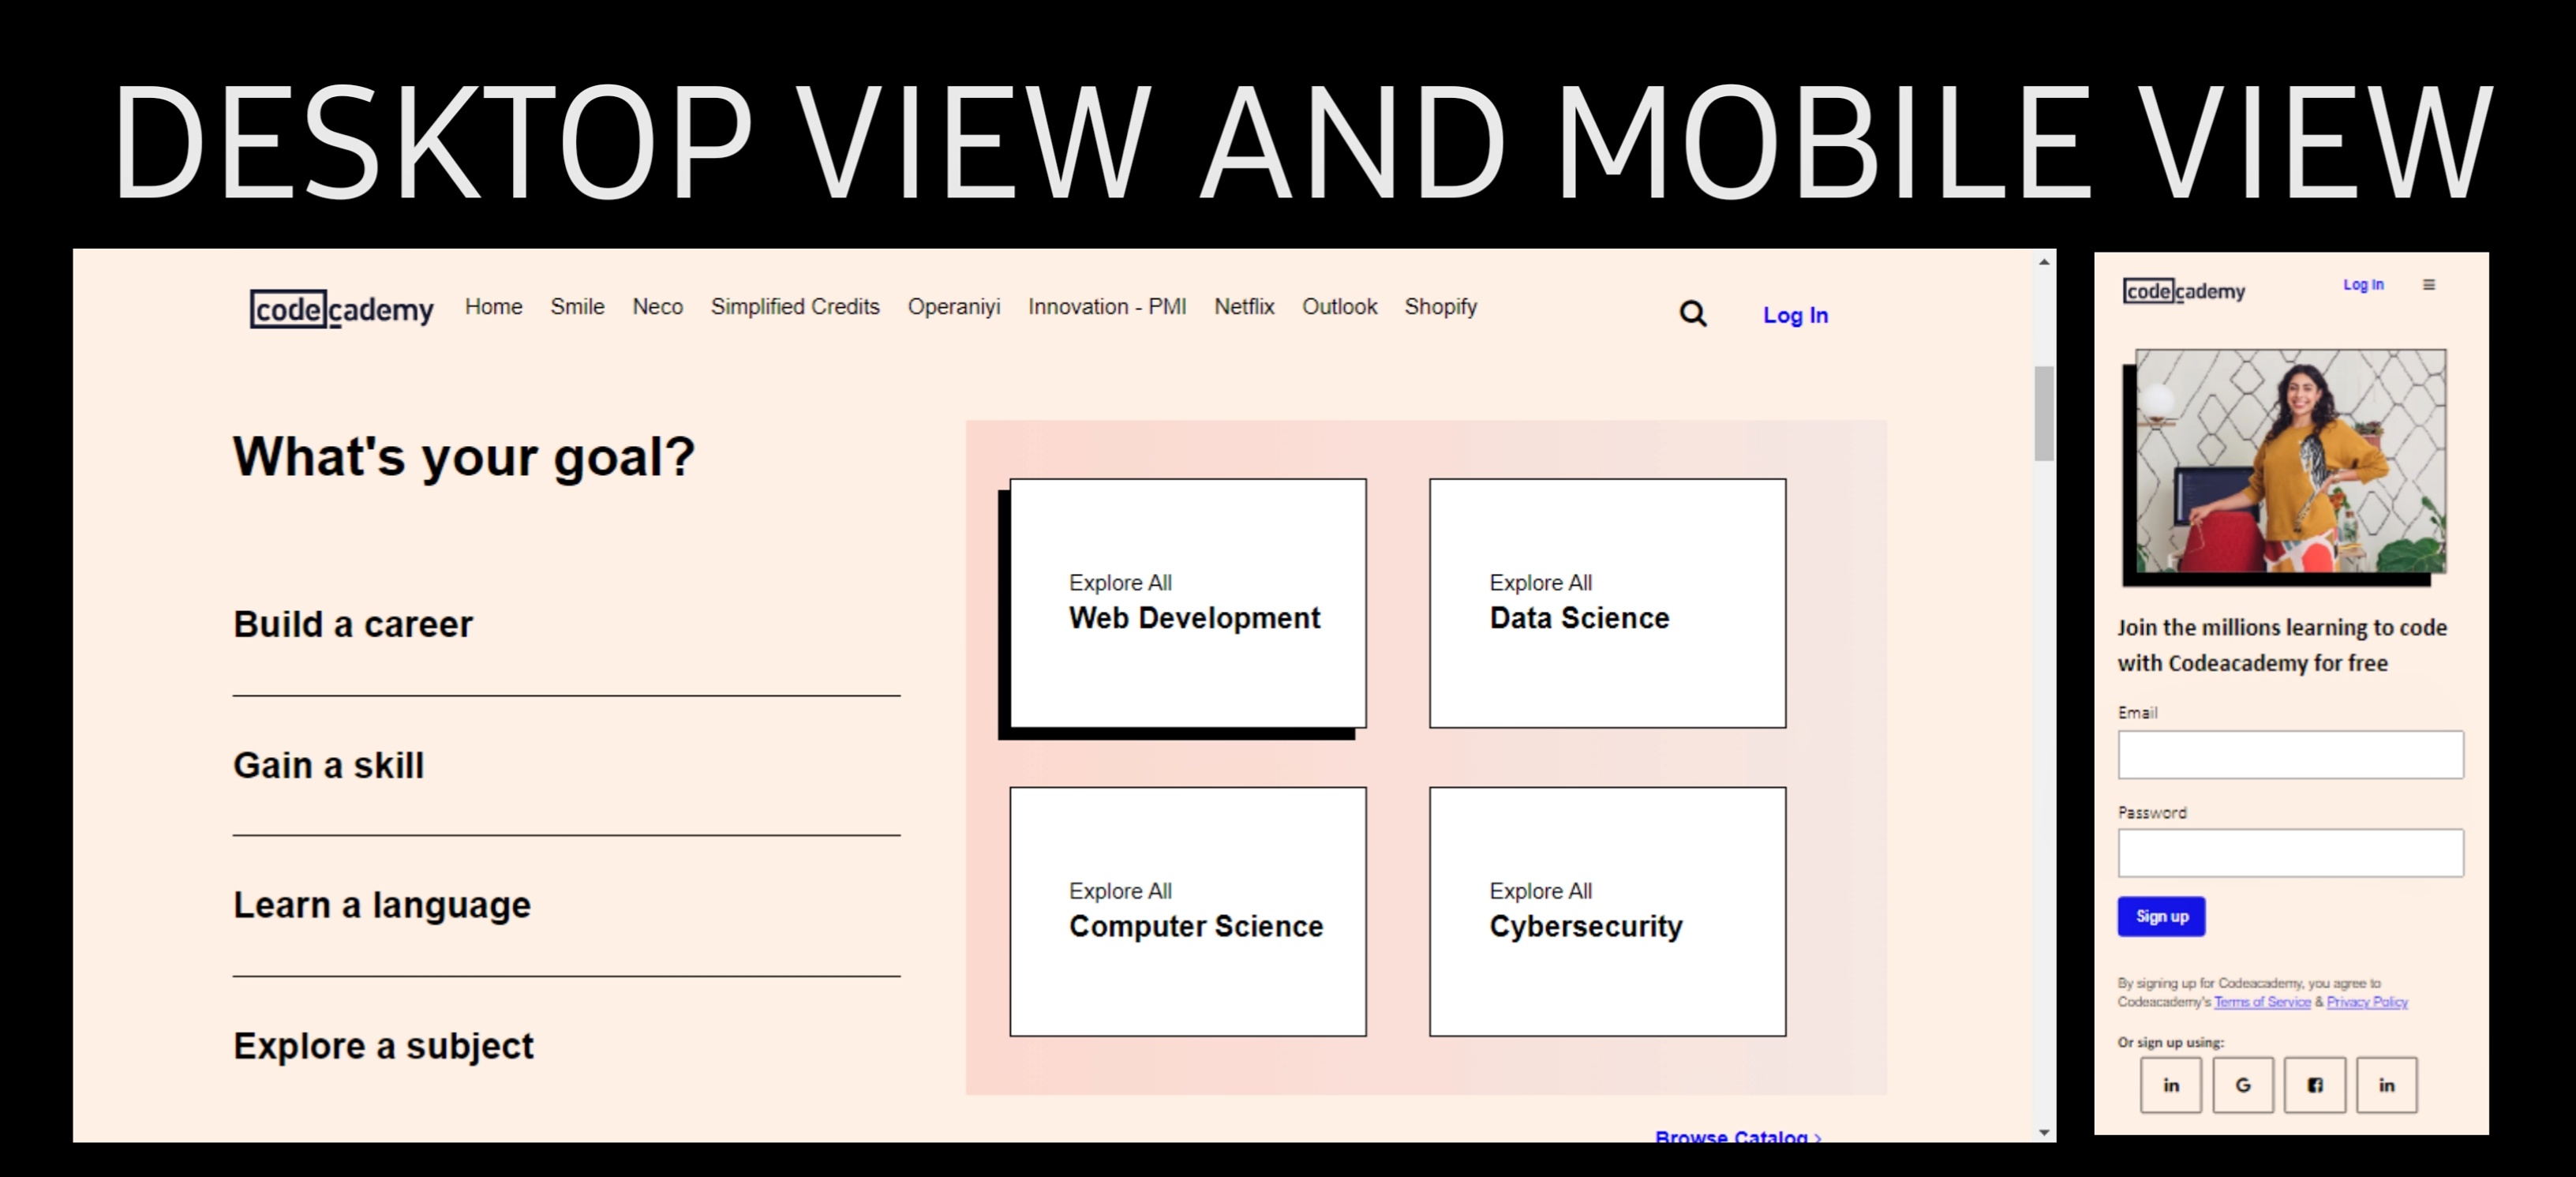 DESKTOP VIEW AND MOBILE VIEW
codecademy Home Smile Neco Simplified Credits Operaniyi Innovation - PMI Netflix Outlook Shopify Log In
What's your goal?
Build a career
Gain a skill
Learn a language
Explore a subject
Explore All
Web Development
Explore All
Data Science
Explore All
Computer Science
Explore All
Cybersecurity
Browse Catalog >
codecademy Log In
Join the millions learning to code
with Codeacademy for free
Email
Password
Sign up
By signing up for Codeacademy, you agree to
Codeacademy's Terms of Service & Privacy Policy
Or sign up using:
in G f in